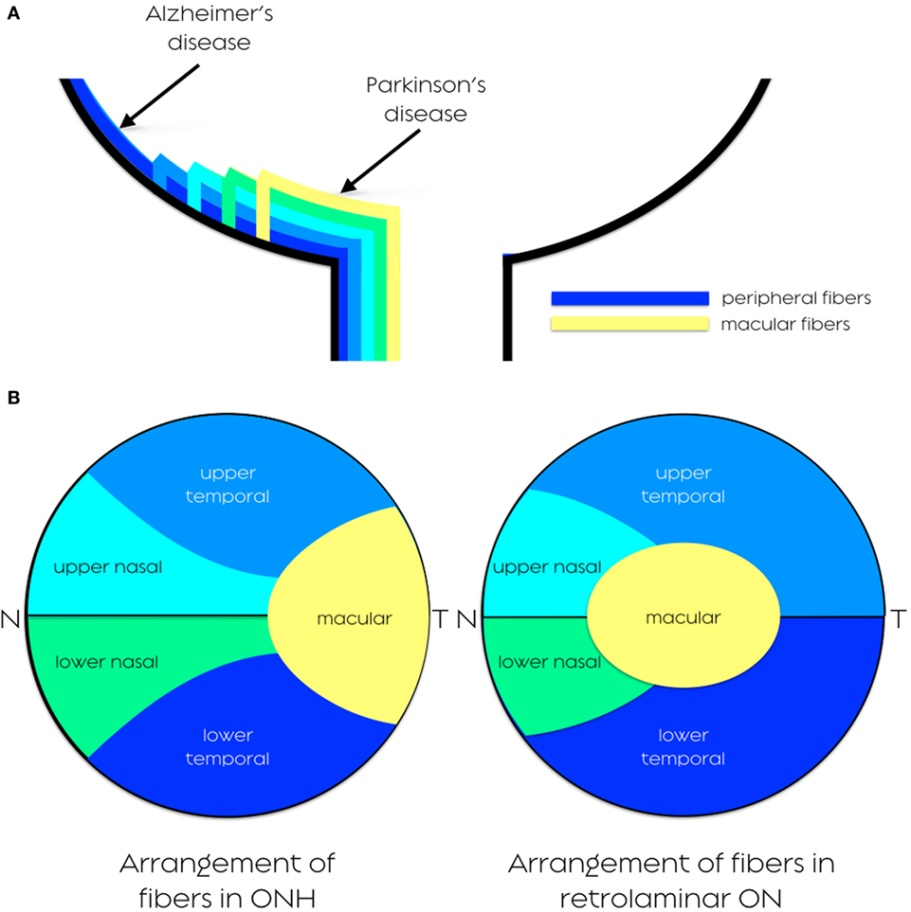 A
Alzheimer's
disease
Parkinson's
disease
peripheral fibers
macular fibers
B
upper
temporal
upper nasal
N
macular
T
lower nasal
lower
temporal
upper
temporal
upper nasal
N
macular
T
lower nasal
lower
temporal
Arrangement of
fibers in ONH
Arrangement of fibers in
retrolaminar ON